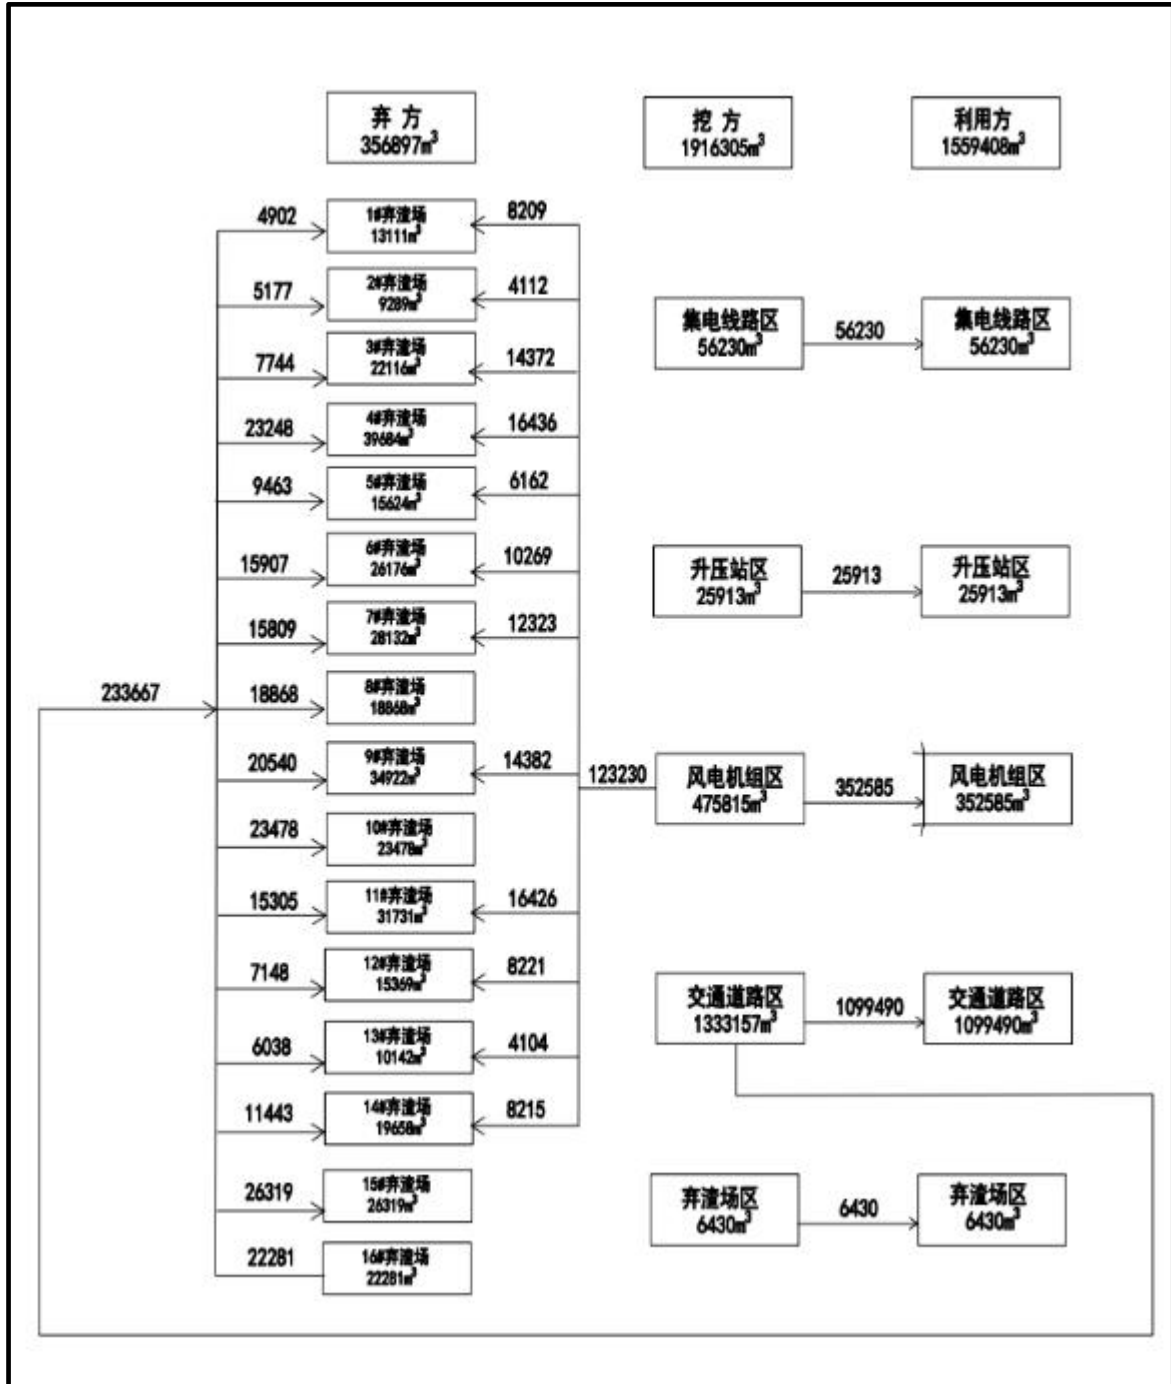 弃 方
356897m³
挖 方
1916305m³
利用方
1559408m³
4902
1#弃渣场
13111m³
8209
5177
2#弃渣场
9289m³
4112
7744
3#弃渣场
22116m³
14372
23248
4#弃渣场
39684m³
16436
9463
5#弃渣场
15624m³
6162
15907
6#弃渣场
26176m³
10269
15809
7#弃渣场
28132m³
12323
233667
18868
8#弃渣场
18868m³
20540
9#弃渣场
34922m³
14382
123230
23478
10#弃渣场
23478m³
15305
11#弃渣场
31731m³
16426
7148
12#弃渣场
15369m³
8221
6038
13#弃渣场
10142m³
4104
11443
14#弃渣场
19658m³
8215
26319
15#弃渣场
26319m³
22281
16#弃渣场
22281m³
集电线路区
56230m³
56230
集电线路区
56230m³
升压站区
25913m³
25913
升压站区
25913m³
风电机组区
475815m³
352585
风电机组区
352585m³
交通道路区
1333157m³
1099490
交通道路区
1099490m³
弃渣场区
6430m³
6430
弃渣场区
6430m³